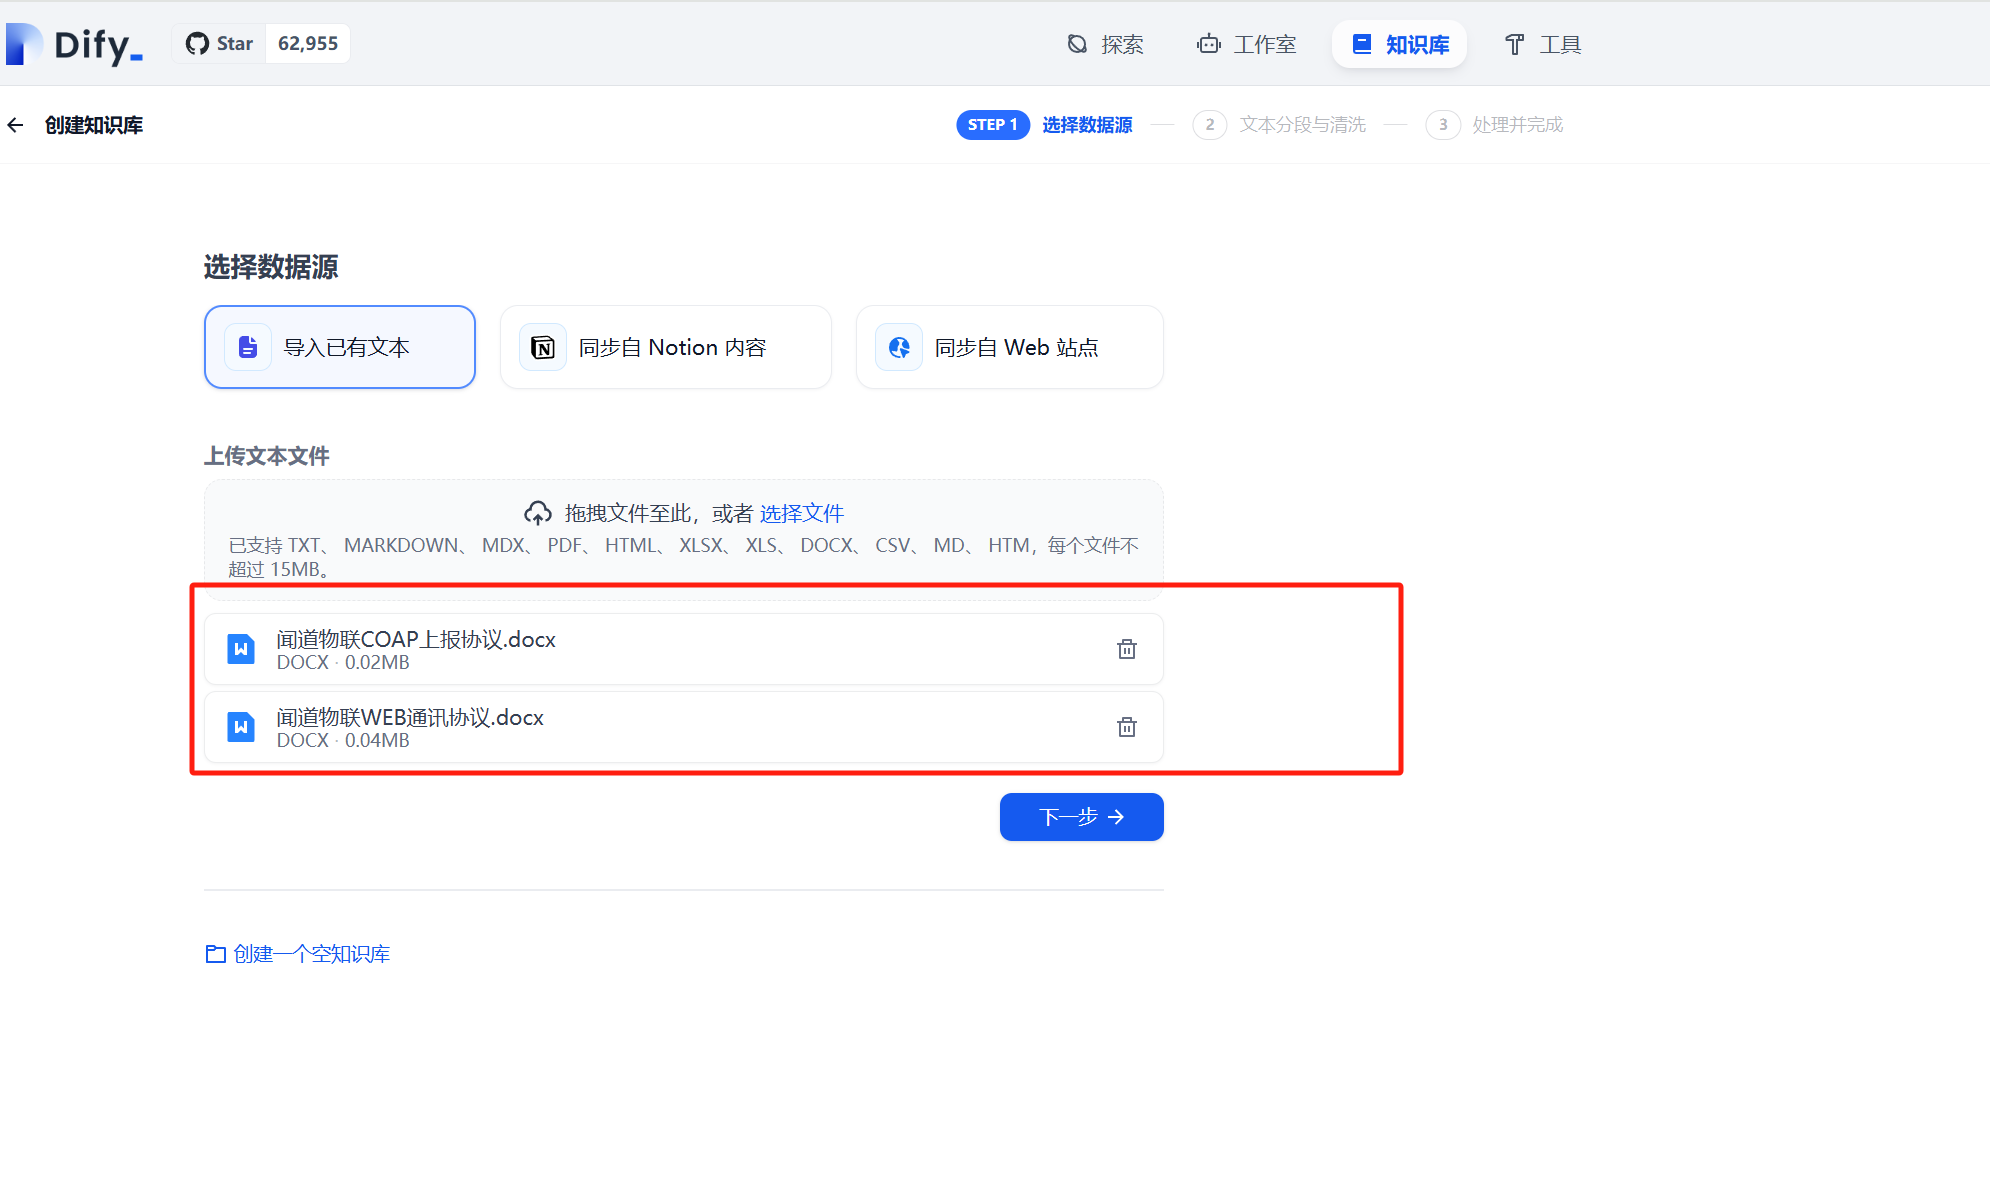 Dify_
Star 62,955
探索
工作室
知识库
工具
创建知识库
STEP 1 选择数据源
2 文本分段与清洗
3 处理并完成
选择数据源
导入已有文本
同步自 Notion 内容
同步自 Web 站点
上传文本文件
拖拽文件至此，或者 选择文件
已支持 TXT、 MARKDOWN、 MDX、 PDF、 HTML、 XLSX、 XLS、 DOCX、 CSV、 MD、 HTM，每个文件不
超过 15MB。
闻道物联COAP上报协议.docx
DOCX · 0.02MB
闻道物联WEB通讯协议.docx
DOCX · 0.04MB
下一步 →
创建一个空知识库